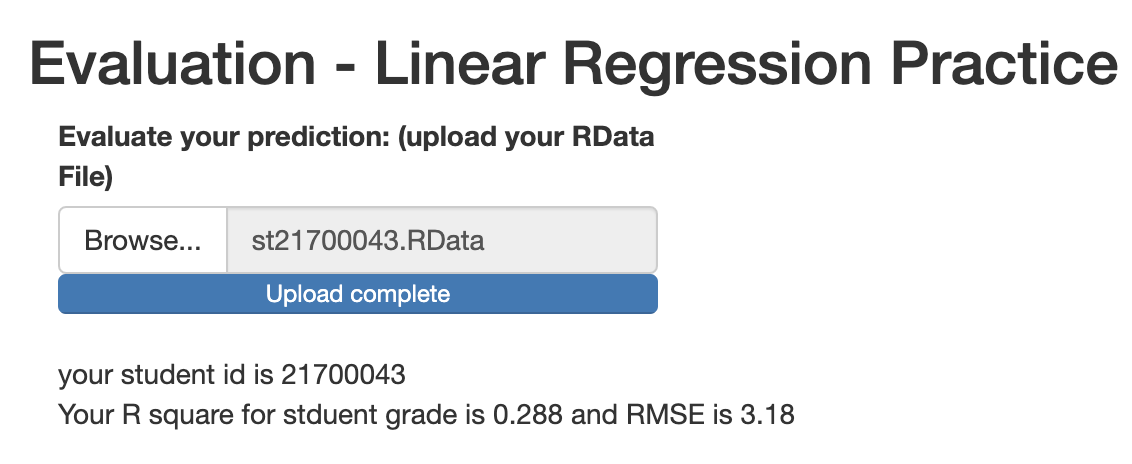 Evaluation - Linear Regression Practice
Evaluate your prediction: (upload your RData
File)
Browse... st21700043.RData
Upload complete
your student id is 21700043
Your R square for stduent grade is 0.288 and RMSE is 3.18